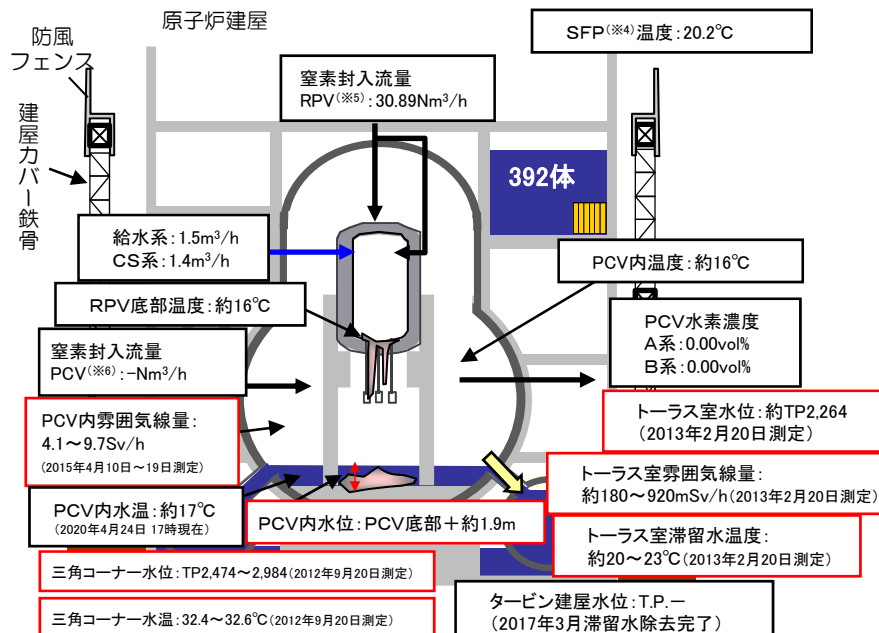 原子炉建屋
SFP(※4)温度:20.2℃
防風
フェンス
窒素封入流量
RPV(※5):30.89Nm³/h
建屋カバー鉄骨
392体
給水系:1.5m³/h
CS系:1.4m³/h
PCV内温度:約16℃
RPV底部温度:約16℃
PCV水素濃度
A系:0.00vol%
B系:0.00vol%
窒素封入流量
PCV(※6):-Nm³/h
トーラス室水位:約TP2,264
(2013年2月20日測定)
PCV内雰囲気線量:
4.1~9.7Sv/h
(2015年4月10日~19日測定)
トーラス室雰囲気線量:
約180~920mSv/h(2013年2月20日測定)
PCV内水温:約17℃
(2020年4月24日 17時現在)
PCV内水位:PCV底部+約1.9m
トーラス室滞留水温度:
約20~23℃(2013年2月20日測定)
三角コーナー水位:TP2,474~2,984(2012年9月20日測定)
三角コーナー水温:32.4~32.6℃(2012年9月20日測定)
タービン建屋水位:T.P.-
(2017年3月滞留水除去完了)